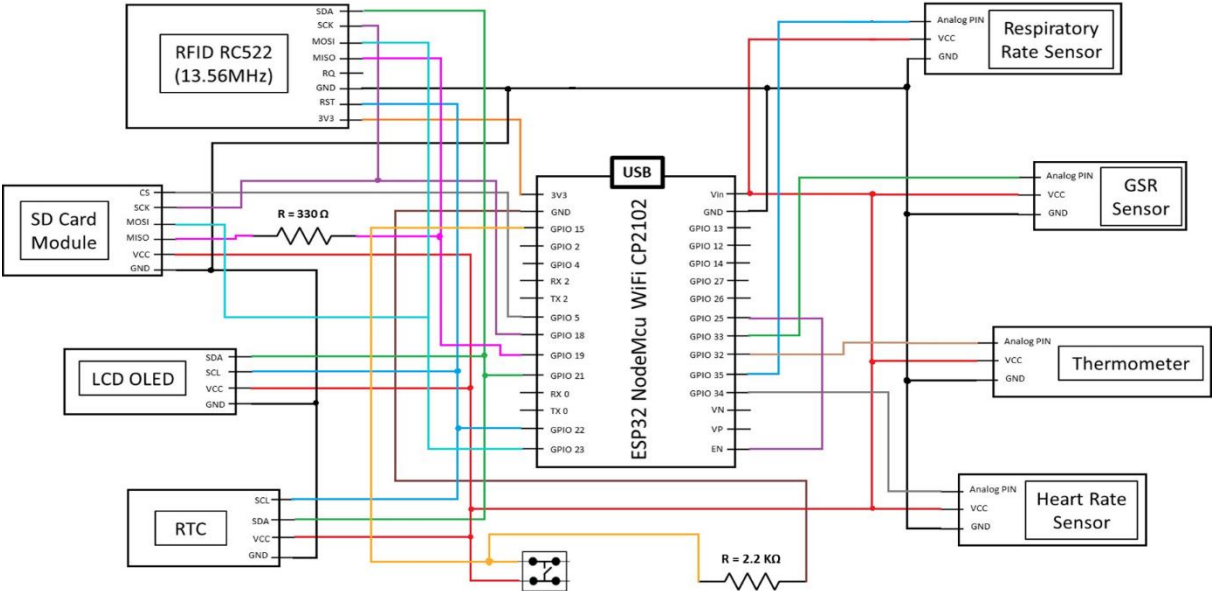 SDA
SCK
MOSI
MISO
RQ
GND
RST
3V3
RFID RC522
(13.56MHz)
Analog PIN
VCC
GND
Respiratory
Rate Sensor
CS
SCK
MOSI
MISO
VCC
GND
SD Card
Module
R = 330 Ω
USB
ESP32 NodeMcu WiFi CP2102
3V3
GND
GPIO 15
GPIO 2
GPIO 4
RX 2
TX 2
GPIO 5
GPIO 18
GPIO 19
GPIO 21
RX 0
TX 0
GPIO 22
GPIO 23
Vin
GND
GPIO 13
GPIO 12
GPIO 14
GPIO 27
GPIO 26
GPIO 25
GPIO 33
GPIO 32
GPIO 35
GPIO 34
VN
VP
EN
Analog PIN
VCC
GND
GSR
Sensor
SDA
SCL
VCC
GND
LCD OLED
Analog PIN
VCC
GND
Thermometer
SCL
SDA
VCC
GND
RTC
Analog PIN
VCC
GND
Heart Rate
Sensor
R = 2.2 KΩ